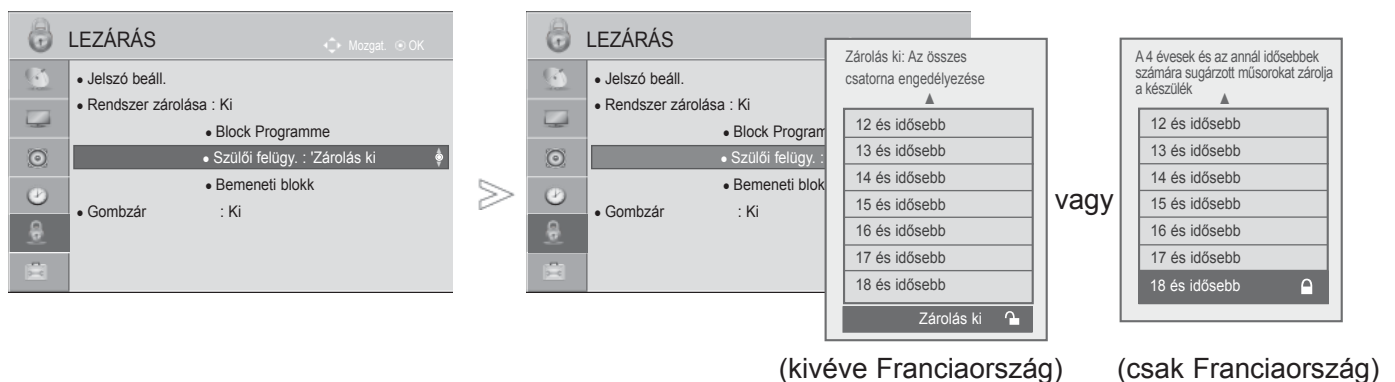 LEZÁRÁS
Mozgat. OK
• Jelszó beáll.
• Rendszer zárolása : Ki
• Block Programme
• Szülői felügy. : 'Zárolás ki
• Bemeneti blokk
• Gombzár : Ki
LEZÁRÁS
• Jelszó beáll.
• Rendszer zárolása : Ki
• Block Program
• Szülői felügy. :
• Bemeneti blok
• Gombzár : Ki
Zárolás ki: Az összes
csatorna engedélyezése
12 és idősebb
13 és idősebb
14 és idősebb
15 és idősebb
16 és idősebb
17 és idősebb
18 és idősebb
Zárolás ki
vagy
A 4 évesek és az annál idősebbek
számára sugárzott műsorokat zárolja
a készülék
12 és idősebb
13 és idősebb
14 és idősebb
15 és idősebb
16 és idősebb
17 és idősebb
18 és idősebb
(kivéve Franciaország)
(csak Franciaország)